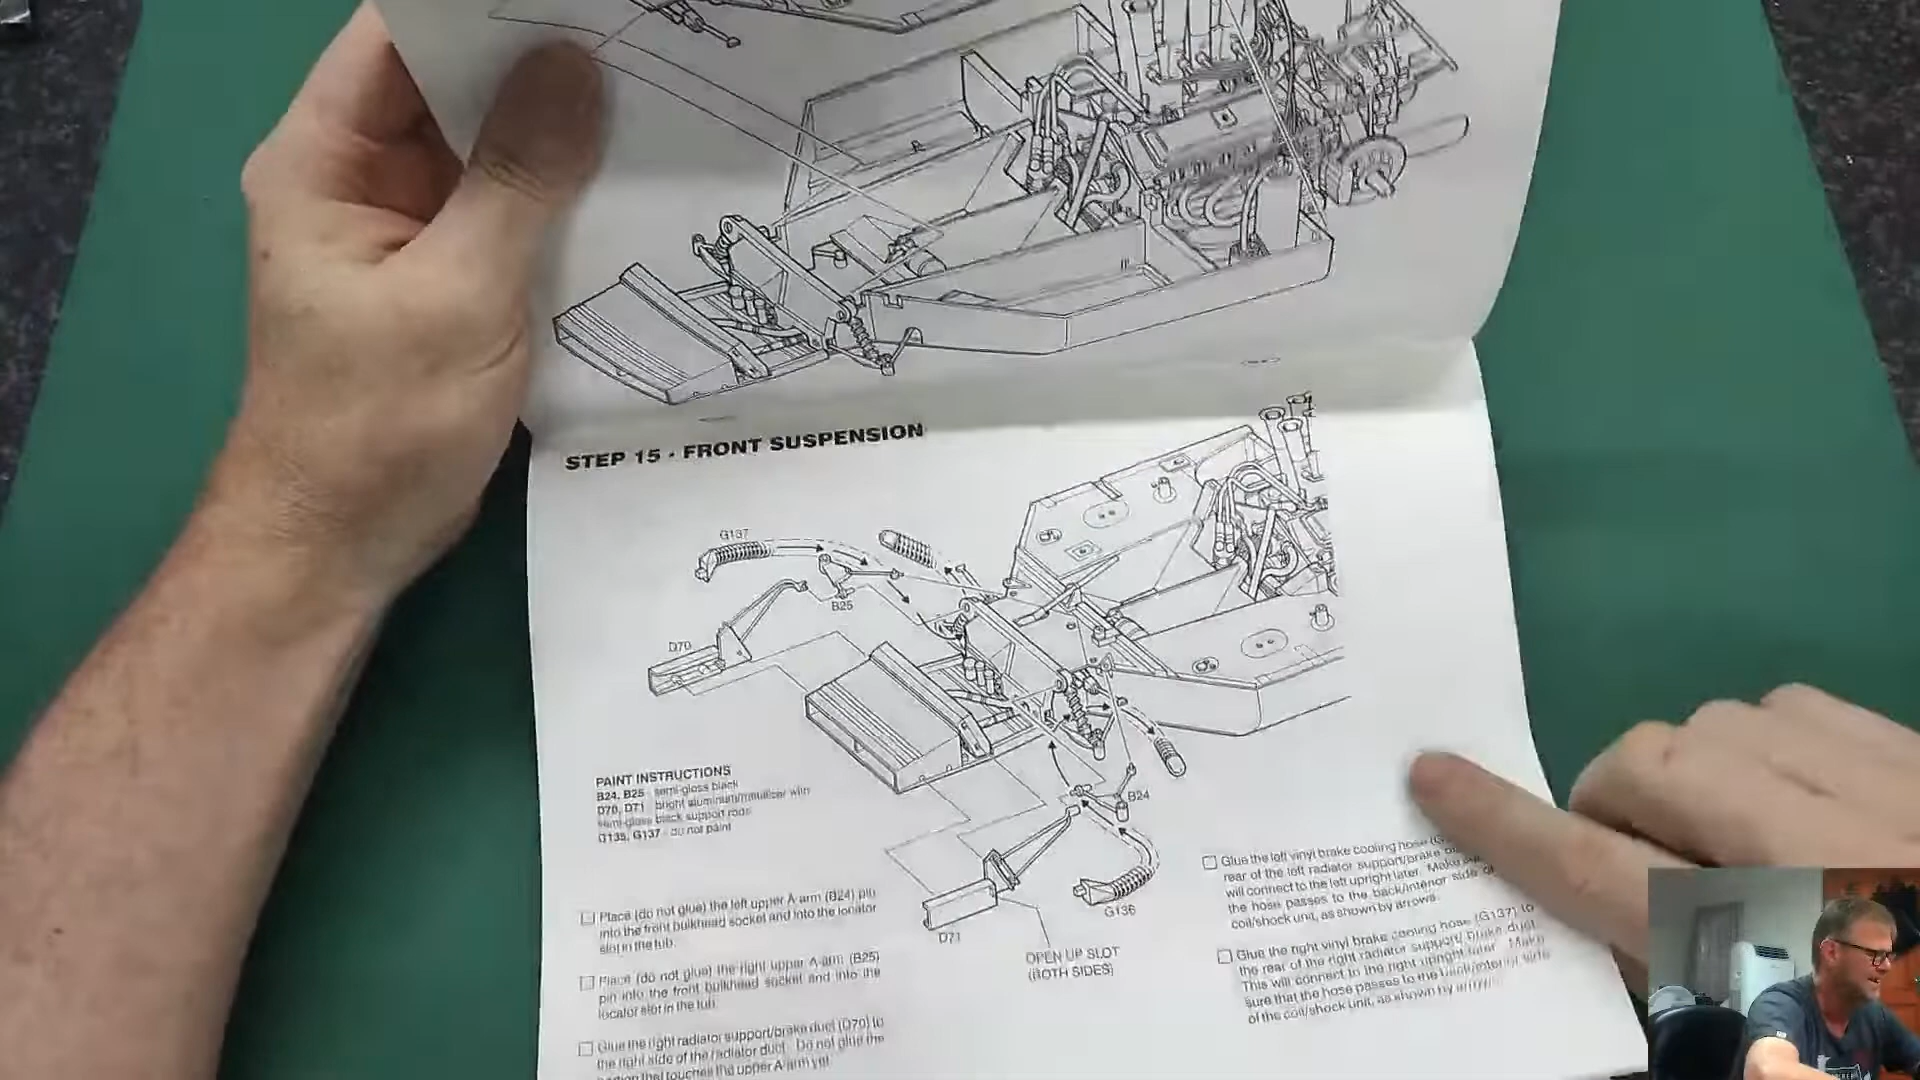 STEP 15 - FRONT SUSPENSION
G137
B25
D70
B24
G136
D71
OPEN UP SLOT
(BOTH SIDES)
PAINT INSTRUCTIONS
B24, B25 - semi-gloss black
D70, D71 - bright aluminum/metalizer with
semi-gloss black support rods
G136, G137 - do not paint
Place (do not glue) the left upper A-arm (B24) pin
into the front bulkhead socket and into the locator
slot in the tub.
Place (do not glue) the right upper A-arm (B25)
pin into the front bulkhead socket and into the
locator slot in the tub.
Glue the right radiator support/brake duct (D70) to
the right side of the radiator duct. Do not glue the
portion that touches the upper A-arm yet.
Glue the left vinyl brake cooling hose
rear of the left radiator support/brake
will connect to the left upright later. Make
the hose passes to the back/interior side
coil/shock unit, as shown by arrows.
Glue the right vinyl brake cooling hose (G137) to
the rear of the right radiator support/ brake duct.
This will connect to the right upright later. Make
sure that the hose passes to the back/interior side
of the coil/shock unit, as shown by